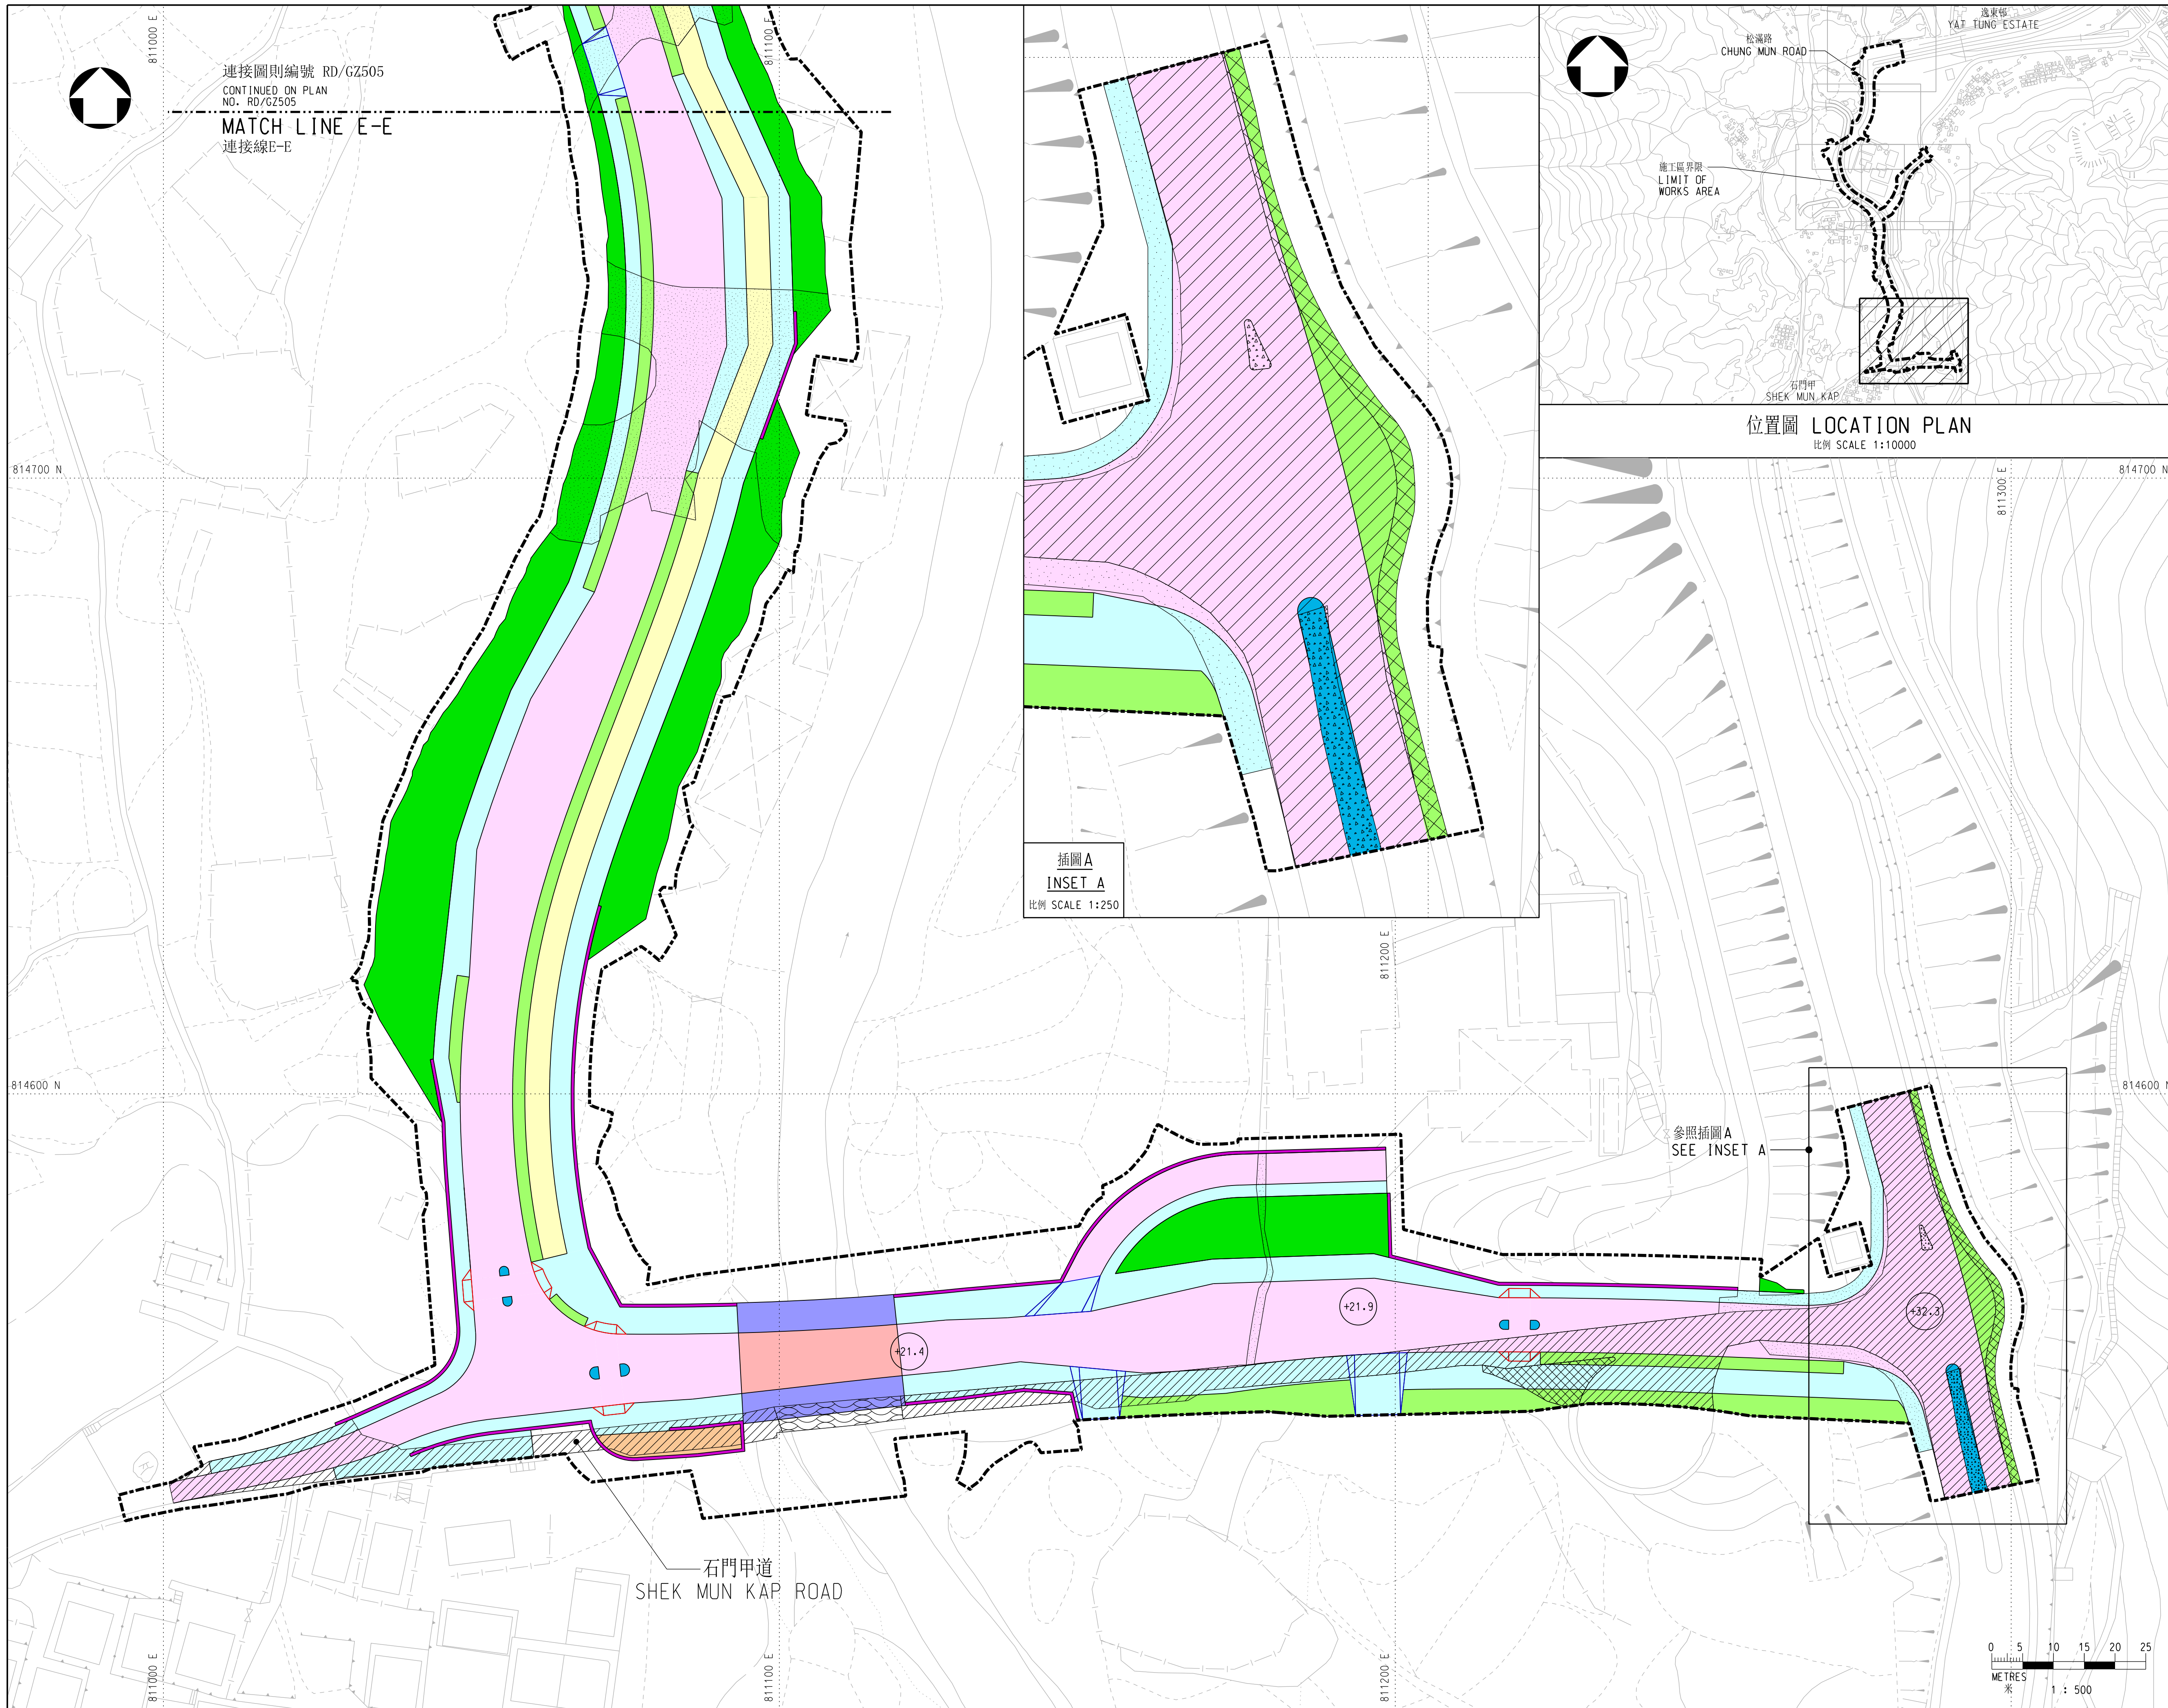 811000 E
811100 E
連接圖則編號 RD/GZ505
CONTINUED ON PLAN
NO. RD/GZ505
MATCH LINE E-E
連接線E-E
逸東邨
YAT TUNG ESTATE
松滿路
CHUNG MUN ROAD
施工區界限
LIMIT OF
WORKS AREA
石門甲
SHEK MUN KAP
位置圖 LOCATION PLAN
比例 SCALE 1:10000
814700 N
811300 E
814700 N
插圖A
INSET A
比例 SCALE 1:250
811200 E
814600 N
814600 N
參照插圖A
SEE INSET A
+21.4
+21.9
+32.3
石門甲道
SHEK MUN KAP ROAD
811000 E
811100 E
811200 E
0 5 10 15 20 25
METRES
米
1 : 500